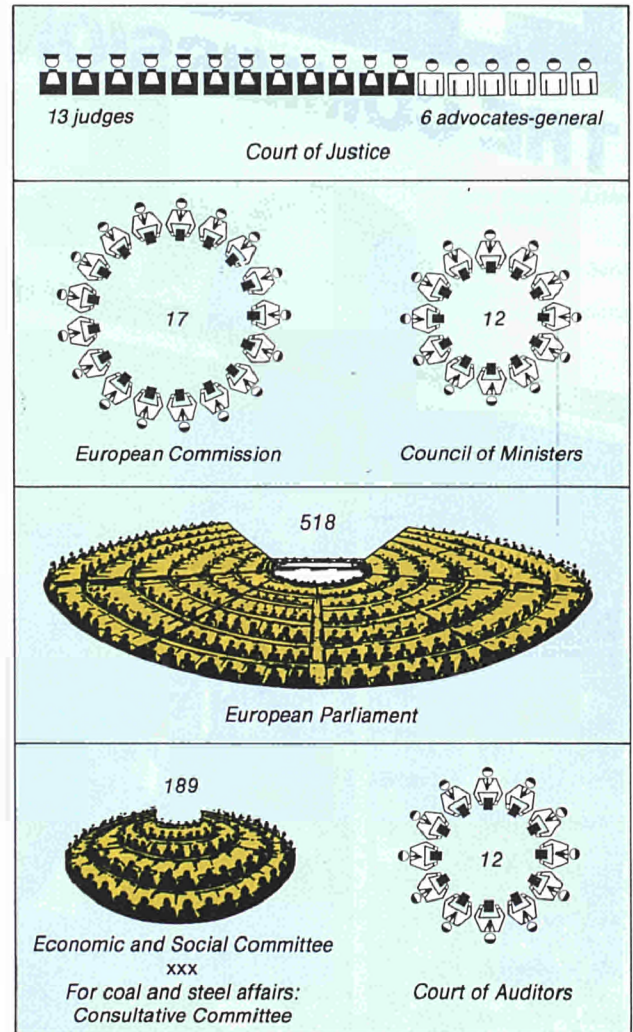 13 judges
6 advocates-general
Court of Justice
17
12
European Commission
Council of Ministers
518
European Parliament
189
12
Economic and Social Committee
xxx
For coal and steel affairs:
Consultative Committee
Court of Auditors